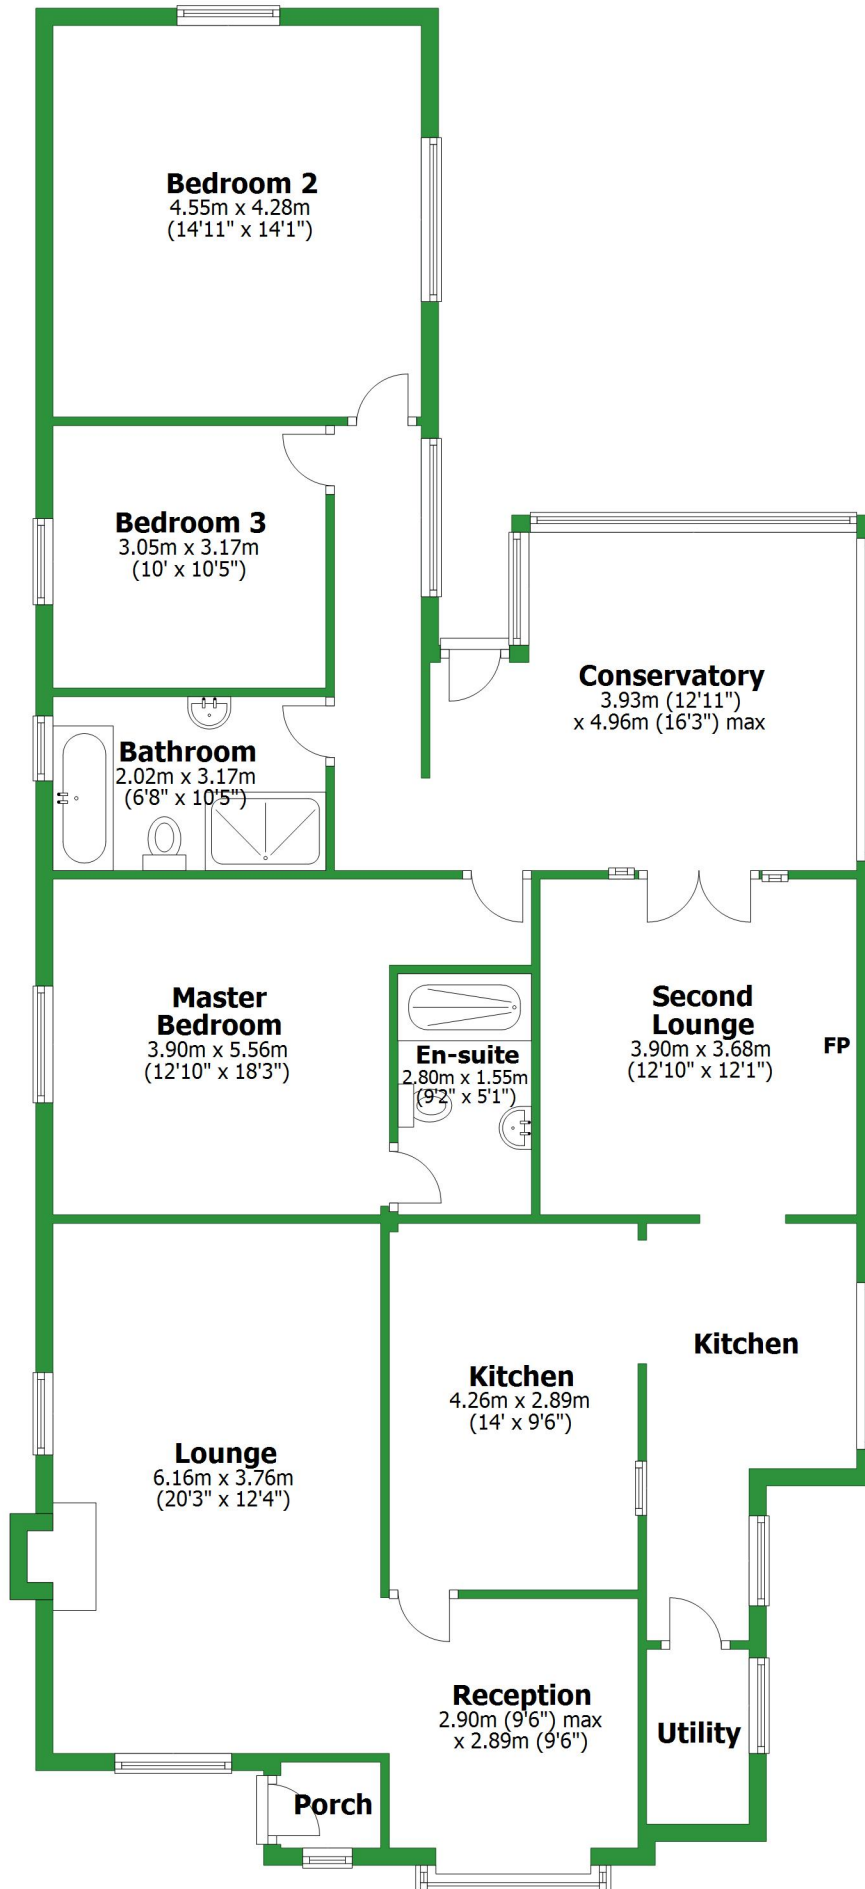 Bedroom 2
4.55m x 4.28m
(14'11" x 14'1")
Bedroom 3
3.05m x 3.17m
(10' x 10'5")
Conservatory
3.93m (12'11")
x 4.96m (16'3") max
Bathroom
2.02m x 3.17m
(6'8" x 10'5")
Master
Bedroom
3.90m x 5.56m
(12'10" x 18'3")
En-suite
2.80m x 1.55m
(9'2" x 5'1")
Second
Lounge
3.90m x 3.68m
(12'10" x 12'1")
FP
Kitchen
Kitchen
4.26m x 2.89m
(14' x 9'6")
Lounge
6.16m x 3.76m
(20'3" x 12'4")
Reception
2.90m (9'6") max
x 2.89m (9'6")
Utility
Porch